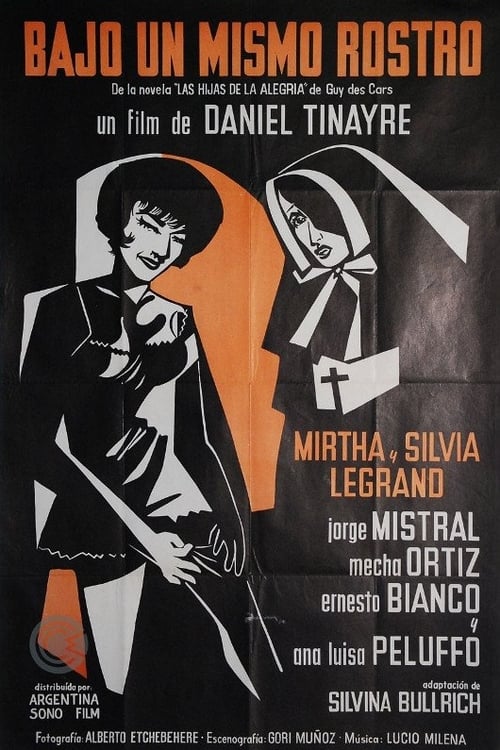 BAJO UN MISMO ROSTRO
De la novela "LAS HIJAS DE LA ALEGRIA" de Guy des Cars
un film de DANIEL TINAYRE
MIRTHA y SILVIA
LEGRAND
jorge MISTRAL
mecha ORTIZ
ernesto BIANCO
y
ana luisa PELUFFO
adaptación de
SILVINA BULLRICH
distribuida por:
ARGENTINA
SONO FILM
Fotografía: ALBERTO ETCHEBEHERE · Escenografía: GORI MUÑOZ · Música: LUCIO MILENA